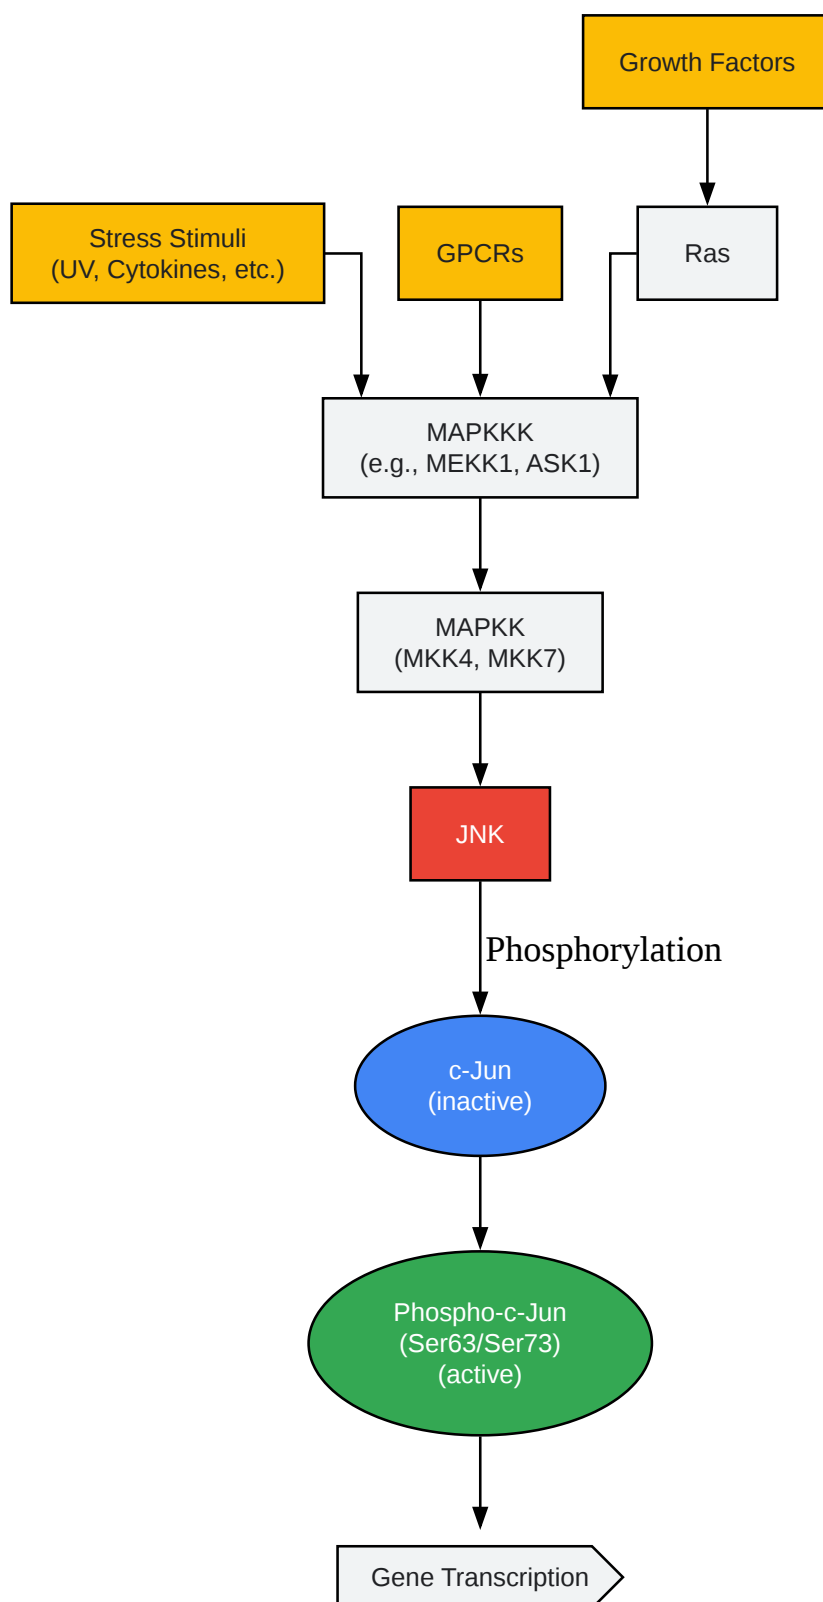 Growth Factors
Stress Stimuli
(UV, Cytokines, etc.)
GPCRs
Ras
MAPKKK
(e.g., MEKK1, ASK1)
MAPKK
(MKK4, MKK7)
JNK
Phosphorylation
c-Jun
(inactive)
Phospho-c-Jun
(Ser63/Ser73)
(active)
Gene Transcription